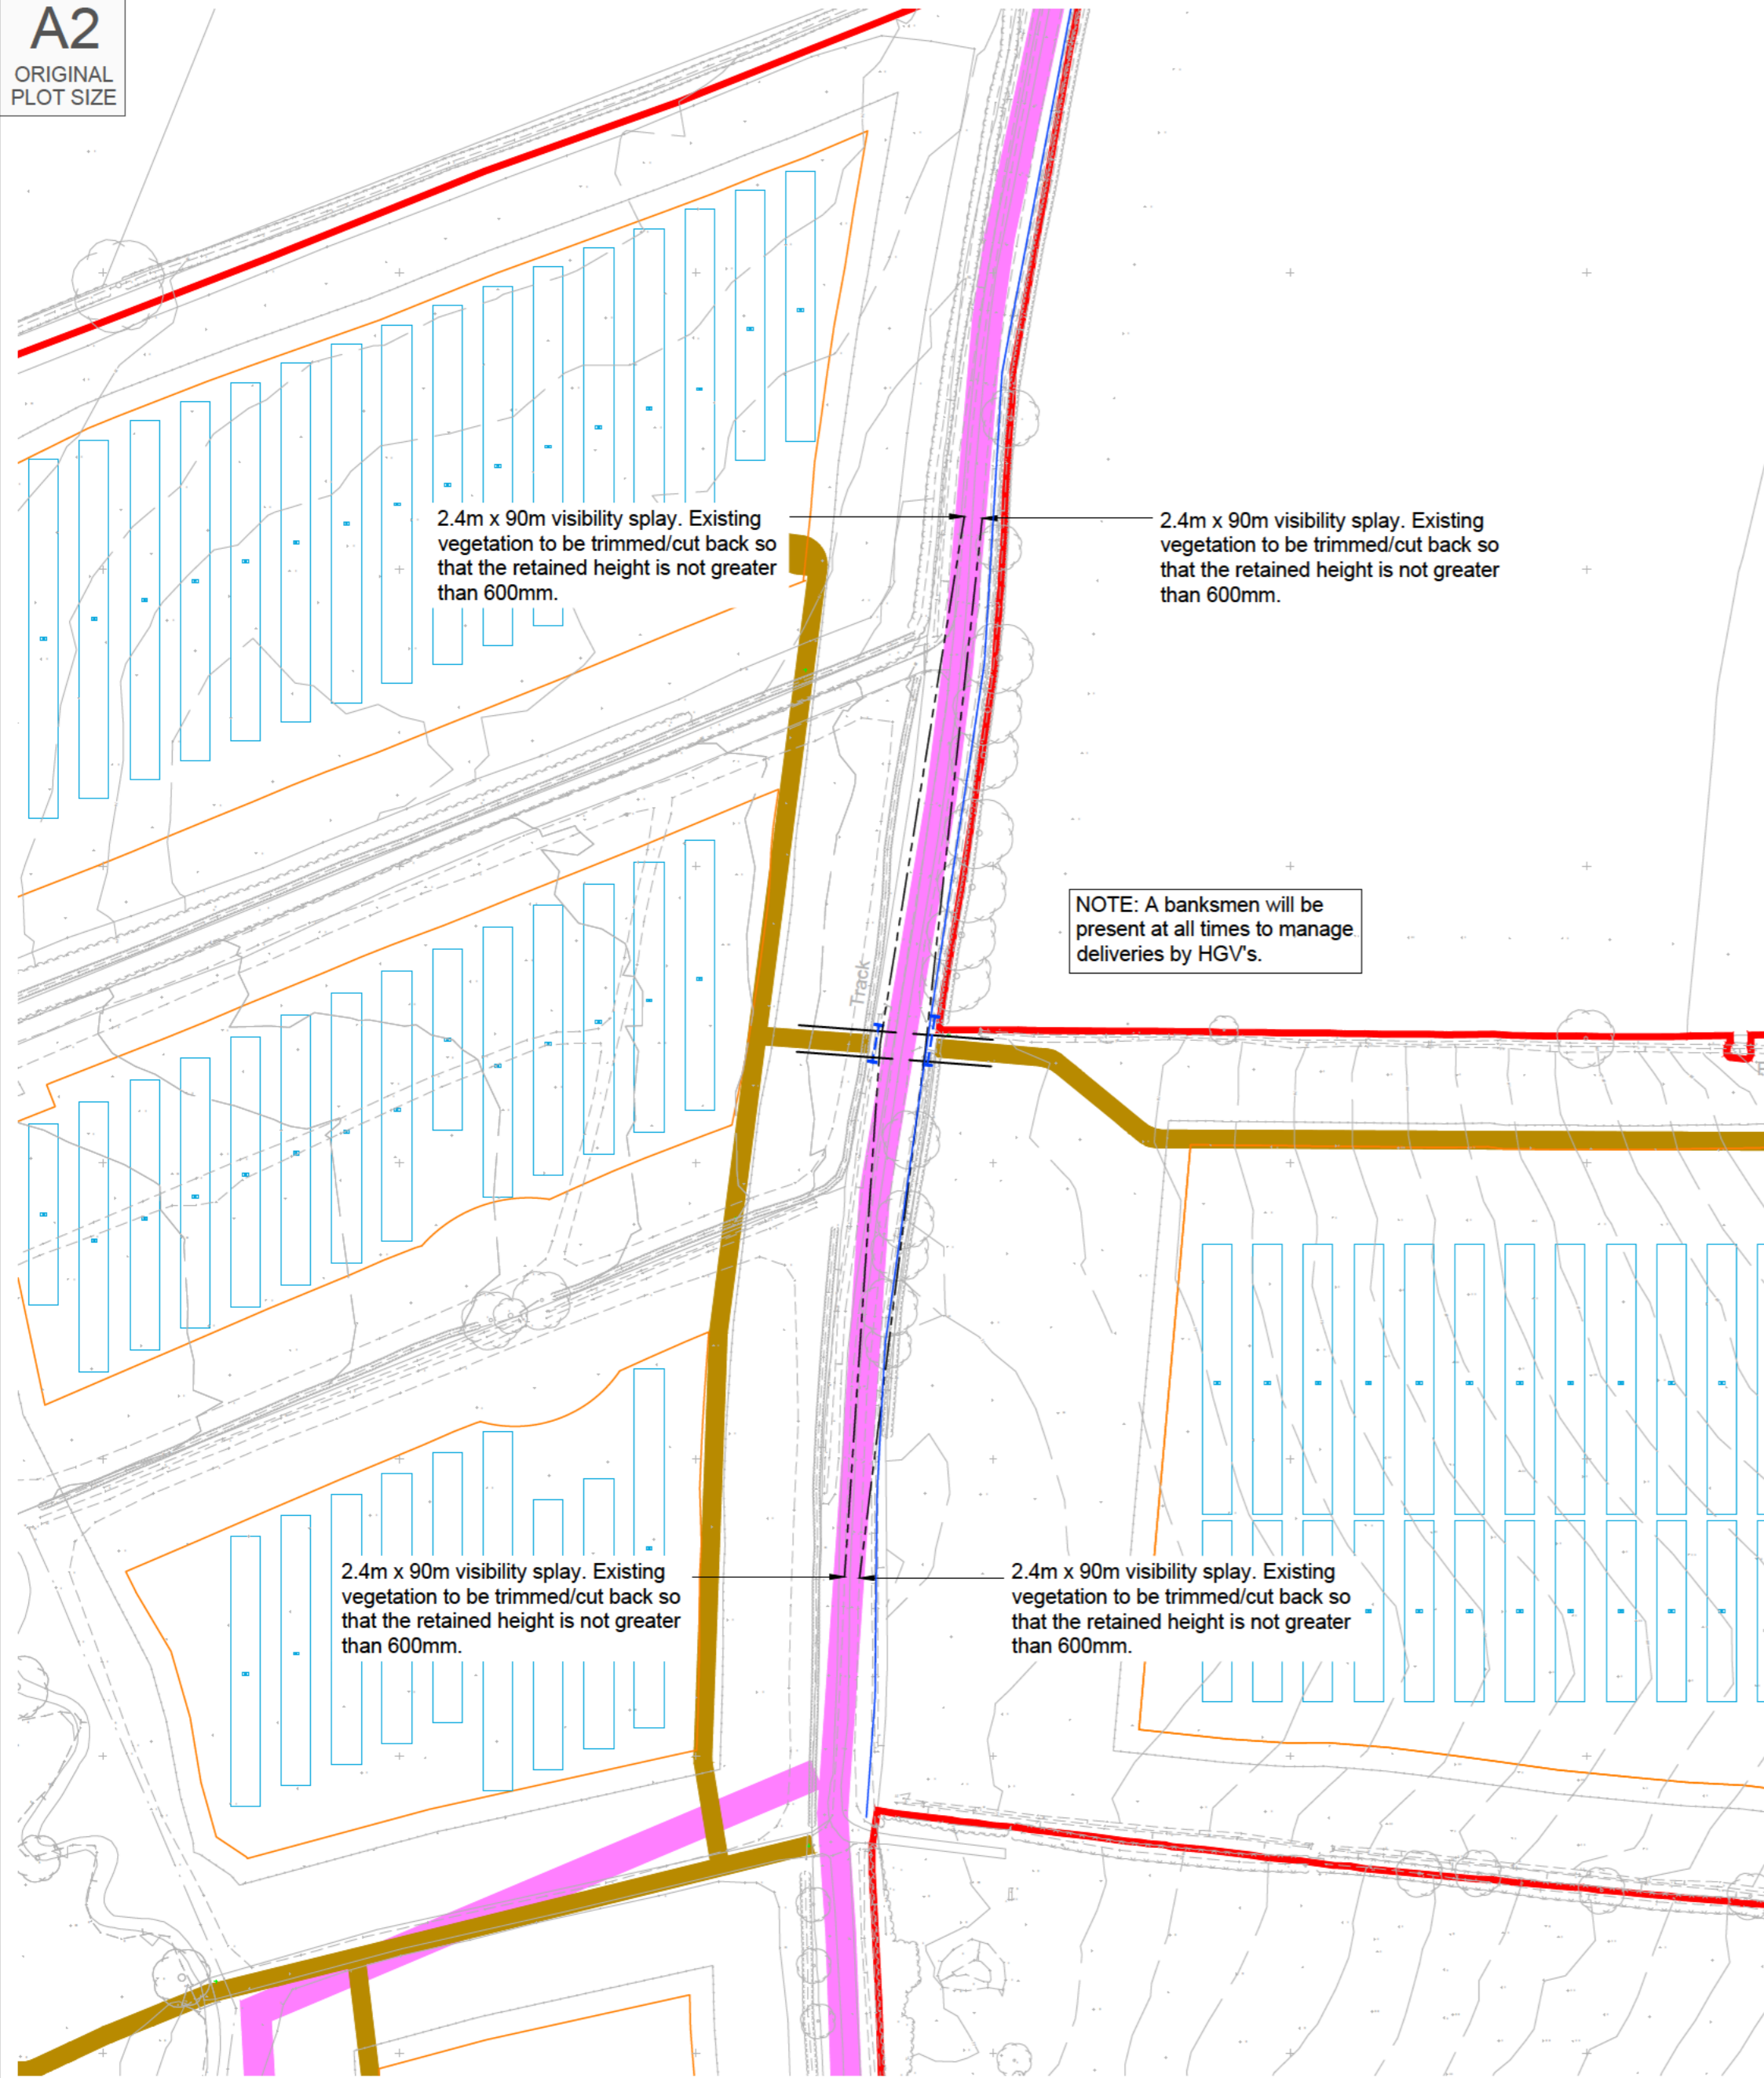 A2
ORIGINAL
PLOT SIZE
2.4m x 90m visibility splay. Existing
vegetation to be trimmed/cut back so
that the retained height is not greater
than 600mm.
2.4m x 90m visibility splay. Existing
vegetation to be trimmed/cut back so
that the retained height is not greater
than 600mm.
NOTE: A banksmen will be
present at all times to manage
deliveries by HGV's.
Track
2.4m x 90m visibility splay. Existing
vegetation to be trimmed/cut back so
that the retained height is not greater
than 600mm.
2.4m x 90m visibility splay. Existing
vegetation to be trimmed/cut back so
that the retained height is not greater
than 600mm.